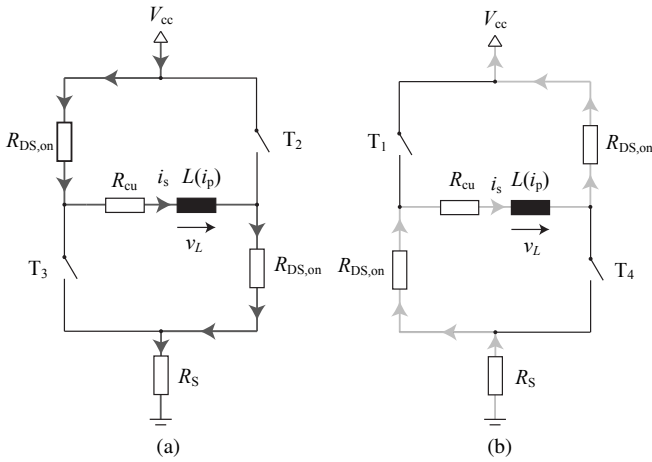 V_cc
R_DS,on
T_2
R_cu
i_s
L(i_p)
v_L
T_3
R_DS,on
R_S
(a)
V_cc
T_1
R_DS,on
R_cu
i_s
L(i_p)
v_L
R_DS,on
T_4
R_S
(b)